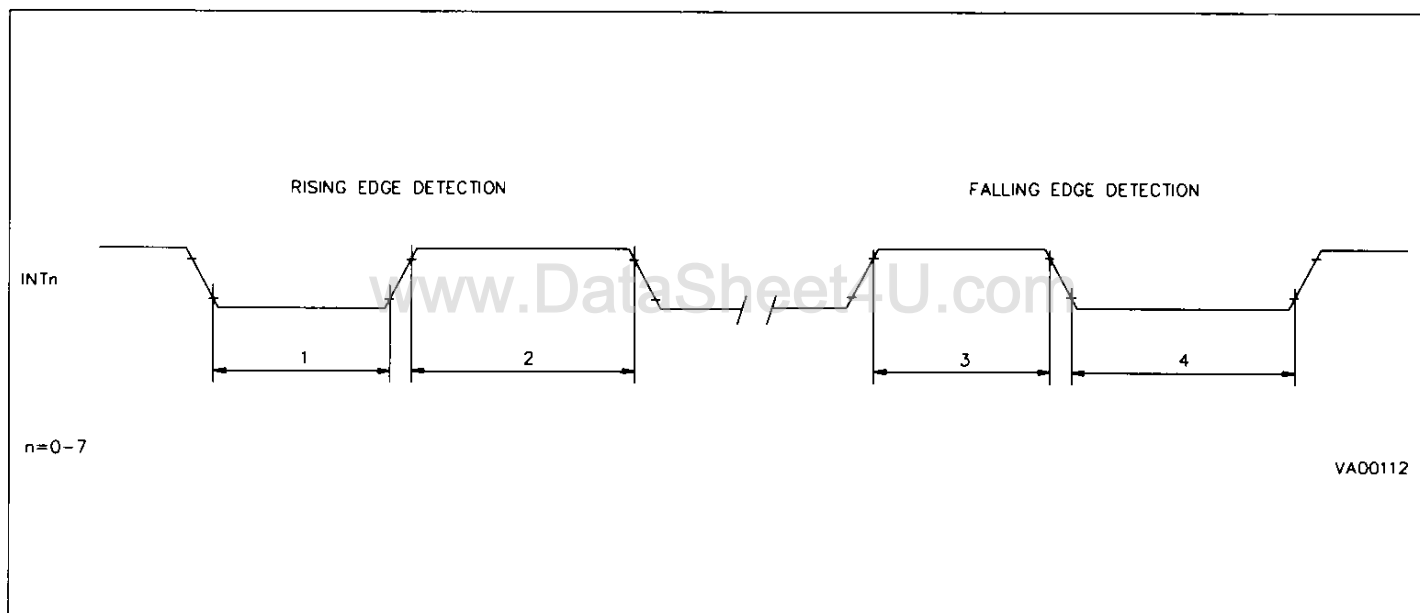 RISING EDGE DETECTION
FALLING EDGE DETECTION
INTn
www.DataSheet4U.com
1
2
3
4
n=0-7
VA00112